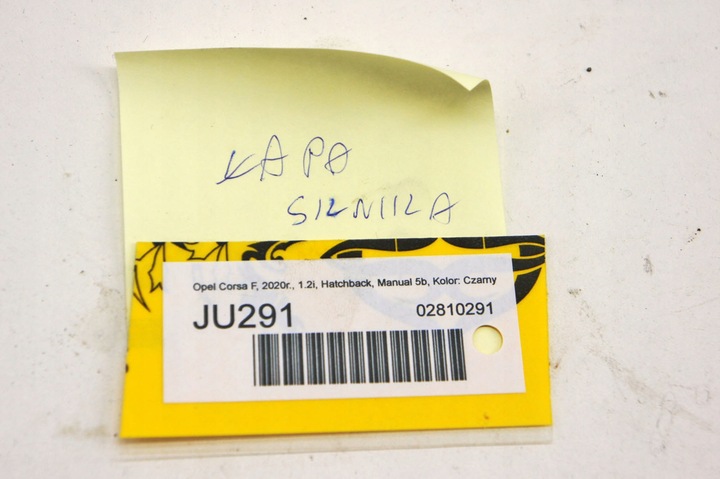 KAPO
SILNIKA
Opel Corsa F, 2020r., 1.2i, Hatchback, Manual 5b, Kolor: Czarny
JU291
02810291